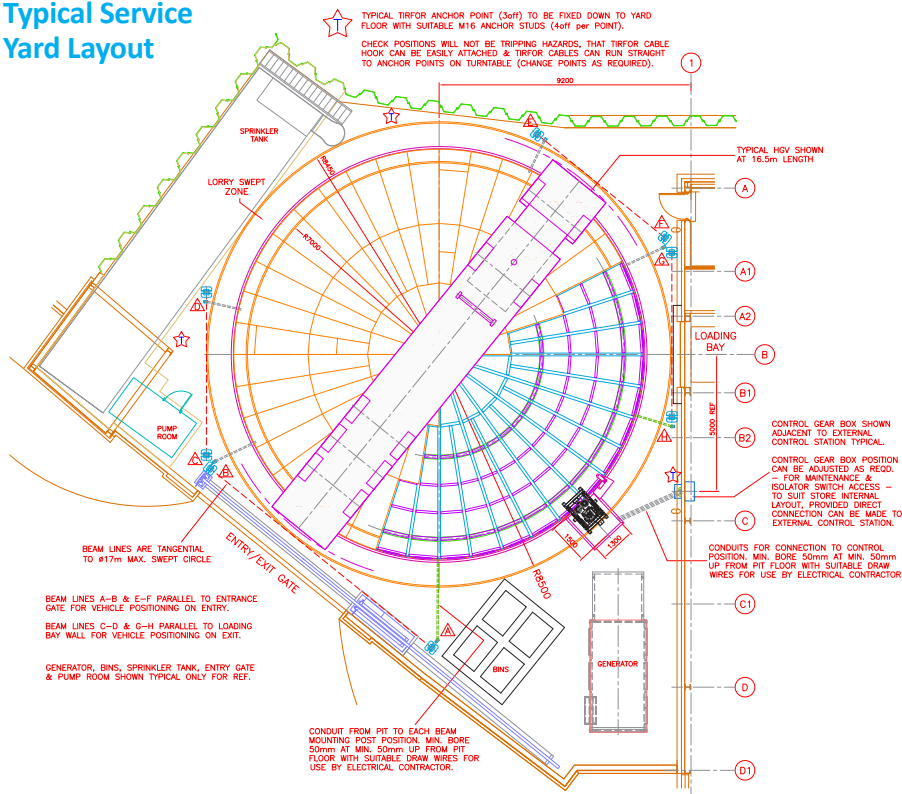 Typical Service
Yard Layout
T
TYPICAL TIRFOR ANCHOR POINT (3off) TO BE FIXED DOWN TO YARD
FLOOR WITH SUITABLE M16 ANCHOR STUDS (4off per POINT).
CHECK POSITIONS WILL NOT BE TRIPPING HAZARDS, THAT TIRFOR CABLE
HOOK CAN BE EASILY ATTACHED & TIRFOR CABLES CAN RUN STRAIGHT
TO ANCHOR POINTS ON TURNTABLE (CHANGE POINTS AS REQUIRED).
1
9200
T
E
SPRINKLER
TANK
TYPICAL HGV SHOWN
AT 16.5m LENGTH
R8450
LORRY SWEPT
ZONE
A
R7000
F
G
A1
D
A2
T
LOADING
BAY
B
B1
5000 REF
PUMP
ROOM
H
B2
CONTROL GEAR BOX SHOWN
ADJACENT TO EXTERNAL
CONTROL STATION TYPICAL.
C
B
T
CONTROL GEAR BOX POSITION
CAN BE ADJUSTED AS REQD.
– FOR MAINTENANCE &
ISOLATOR SWITCH ACCESS –
TO SUIT STORE INTERNAL
LAYOUT, PROVIDED DIRECT
CONNECTION CAN BE MADE TO
EXTERNAL CONTROL STATION.
C
1500
1300
BEAM LINES ARE TANGENTIAL
TO ø17m MAX. SWEPT CIRCLE
ENTRY/EXIT GATE
CONDUITS FOR CONNECTION TO CONTROL
POSITION. MIN. BORE 50mm AT MIN. 50mm
UP FROM PIT FLOOR WITH SUITABLE DRAW
WIRES FOR USE BY ELECTRICAL CONTRACTOR
R8500
BEAM LINES A–B & E–F PARALLEL TO ENTRANCE
GATE FOR VEHICLE POSITIONING ON ENTRY.
C1
BEAM LINES C–D & G–H PARALLEL TO LOADING
BAY WALL FOR VEHICLE POSITIONING ON EXIT.
A
GENERATOR, BINS, SPRINKLER TANK, ENTRY GATE
& PUMP ROOM SHOWN TYPICAL ONLY FOR REF.
BINS
GENERATOR
D
CONDUIT FROM PIT TO EACH BEAM
MOUNTING POST POSITION. MIN. BORE
50mm AT MIN. 50mm UP FROM PIT
FLOOR WITH SUITABLE DRAW WIRES FOR
USE BY ELECTRICAL CONTRACTOR.
D1